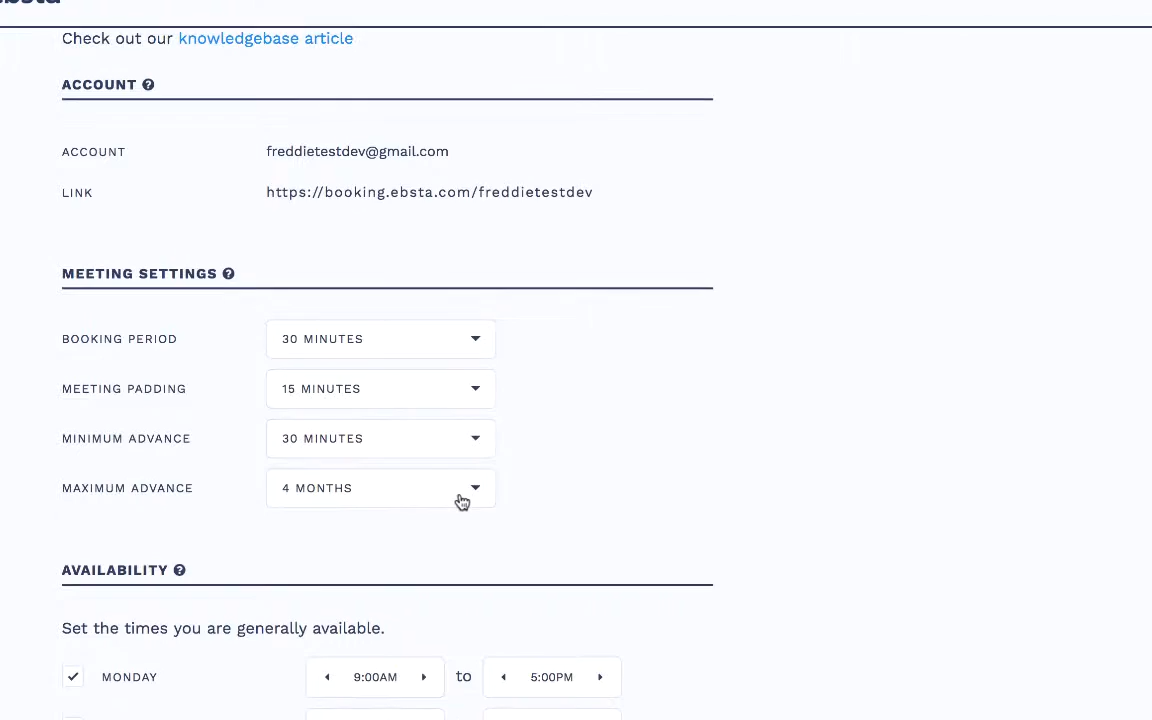 Check out our knowledgebase article
ACCOUNT
ACCOUNT freddietestdev@gmail.com
LINK https://booking.ebsta.com/freddietestdev
MEETING SETTINGS
BOOKING PERIOD 30 MINUTES
MEETING PADDING 15 MINUTES
MINIMUM ADVANCE 30 MINUTES
MAXIMUM ADVANCE 4 MONTHS
AVAILABILITY
Set the times you are generally available.
MONDAY 9:00AM to 5:00PM